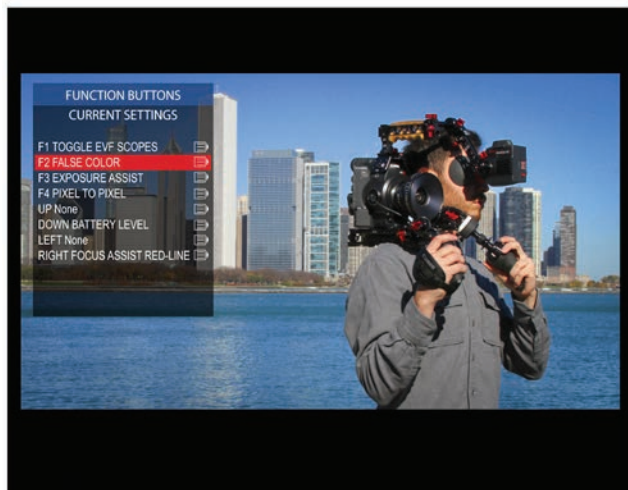 FUNCTION BUTTONS
CURRENT SETTINGS
F1 TOGGLE EVF SCOPES
F2 FALSE COLOR
F3 EXPOSURE ASSIST
F4 PIXEL TO PIXEL
UP None
DOWN BATTERY LEVEL
LEFT None
RIGHT FOCUS ASSIST RED-LINE